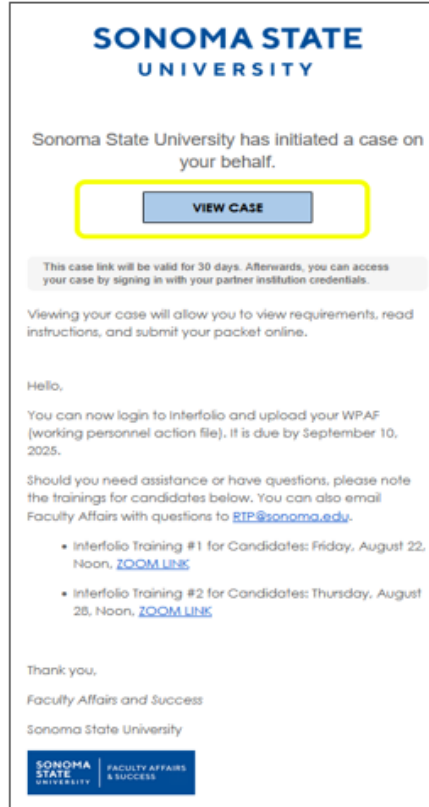 SONOMA STATE
UNIVERSITY
Sonoma State University has initiated a case on
your behalf.
VIEW CASE
This case link will be valid for 30 days. Afterwards, you can access
your case by signing in with your partner institution credentials.
Viewing your case will allow you to view requirements, read
instructions, and submit your packet online.
Hello,
You can now login to Interfolio and upload your WPAF
(working personnel action file). It is due by September 10,
2025.
Should you need assistance or have questions, please note
the trainings for candidates below. You can also email
Faculty Affairs with questions to RTP@sonoma.edu.
• Interfolio Training #1 for Candidates: Friday, August 22,
Noon, ZOOM LINK
• Interfolio Training #2 for Candidates: Thursday, August
28, Noon, ZOOM LINK
Thank you,
Faculty Affairs and Success
Sonoma State University
SONOMA
STATE
UNIVERSITY
FACULTY AFFAIRS
& SUCCESS